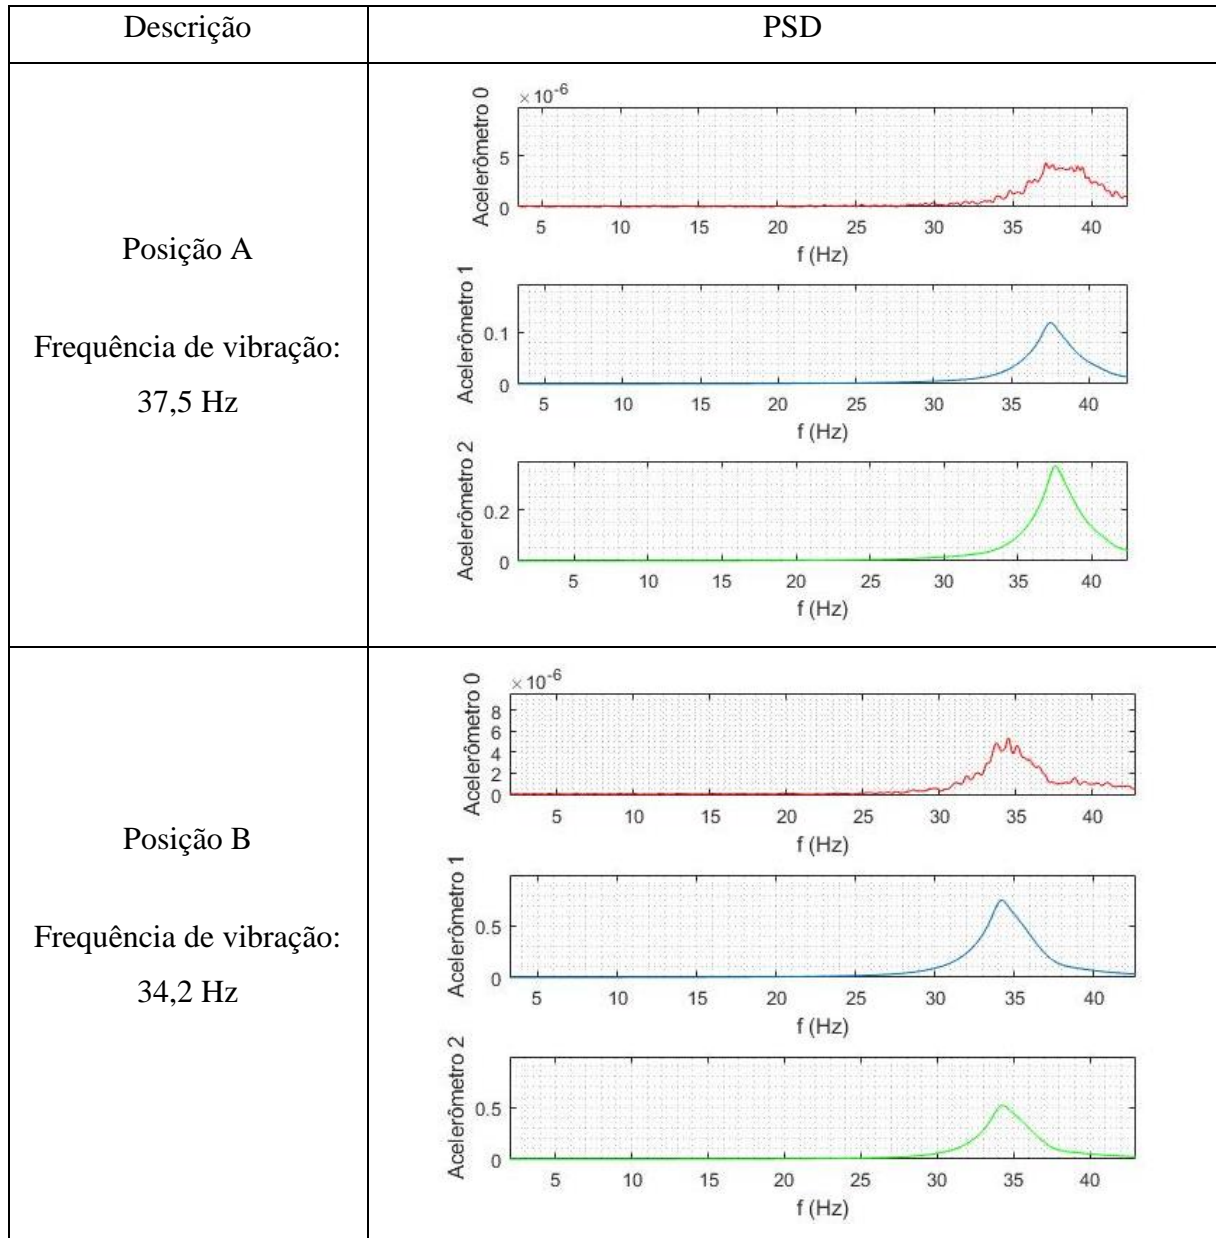 Descrição
PSD
Posição A
Frequência de vibração:
37,5 Hz
×10⁻⁶
Acelerômetro 0
5
0
5 10 15 20 25 30 35 40
f (Hz)
Acelerômetro 1
0.1
0
5 10 15 20 25 30 35 40
f (Hz)
Acelerômetro 2
0.2
0
5 10 15 20 25 30 35 40
f (Hz)
Posição B
Frequência de vibração:
34,2 Hz
×10⁻⁶
Acelerômetro 0
8
6
4
2
0
5 10 15 20 25 30 35 40
f (Hz)
Acelerômetro 1
0.5
0
5 10 15 20 25 30 35 40
f (Hz)
Acelerômetro 2
0.5
0
5 10 15 20 25 30 35 40
f (Hz)